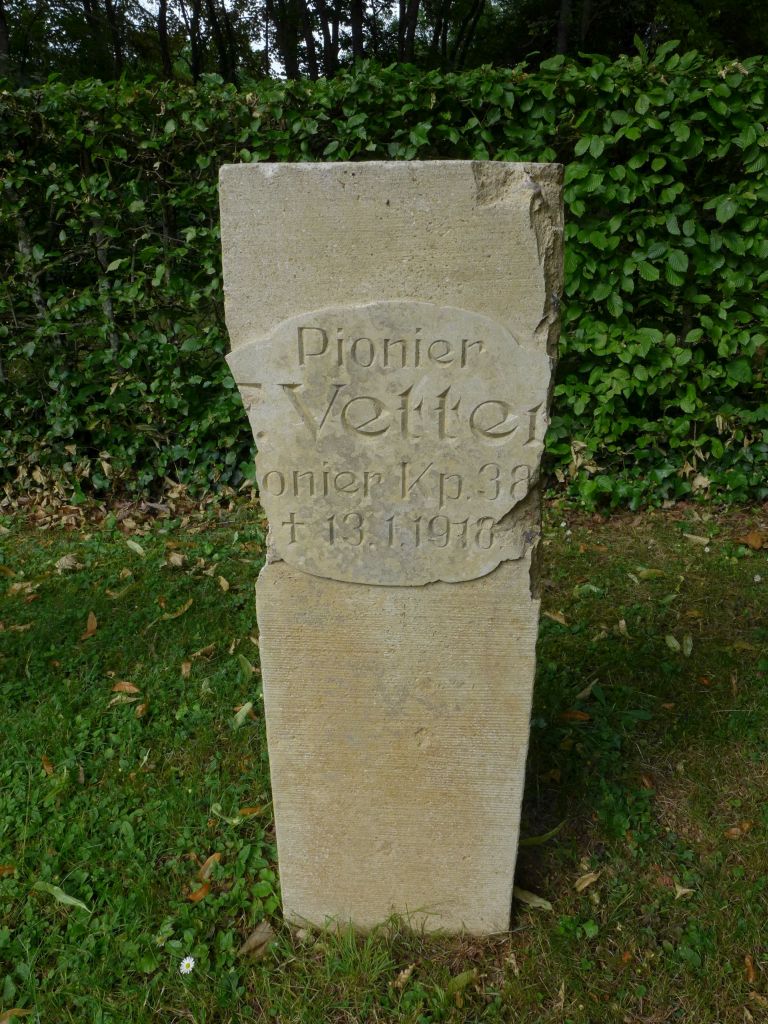 Pionier
F. Vetter
onier Kp. 38
† 13.1.1918